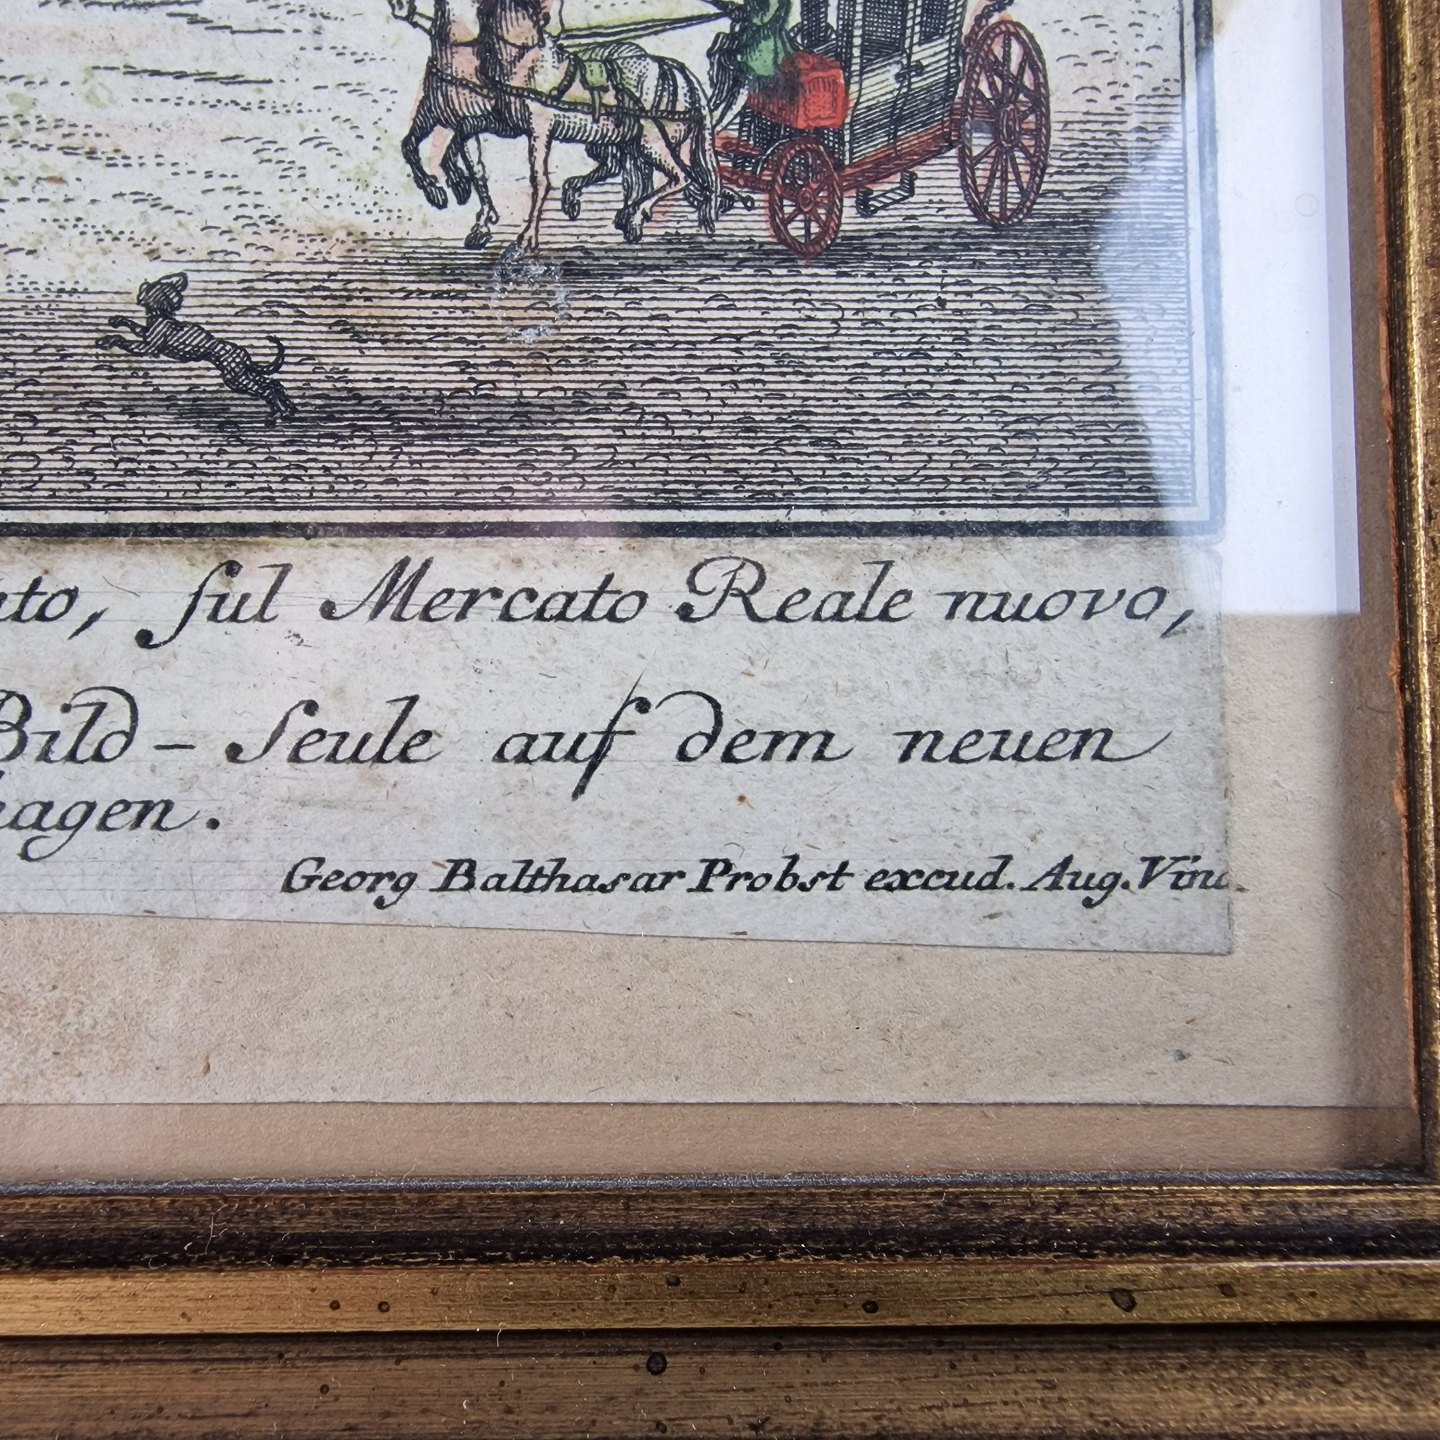 ato, ſul Mercato Reale nuovo,
Bild - Seule auf dem neuen
hagen.
Georg Balthasar Probst excud. Aug. Vind.